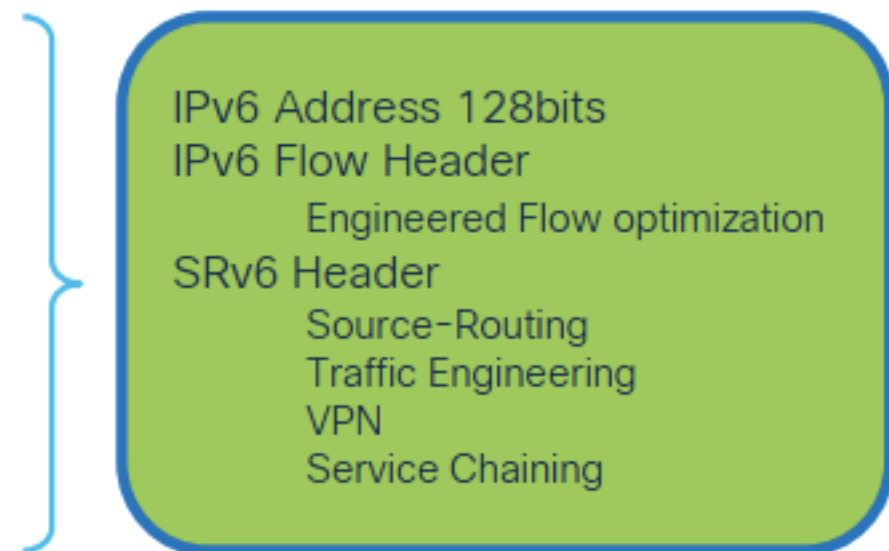 IPv6 Address 128bits
IPv6 Flow Header
Engineered Flow optimization
SRv6 Header
Source-Routing
Traffic Engineering
VPN
Service Chaining